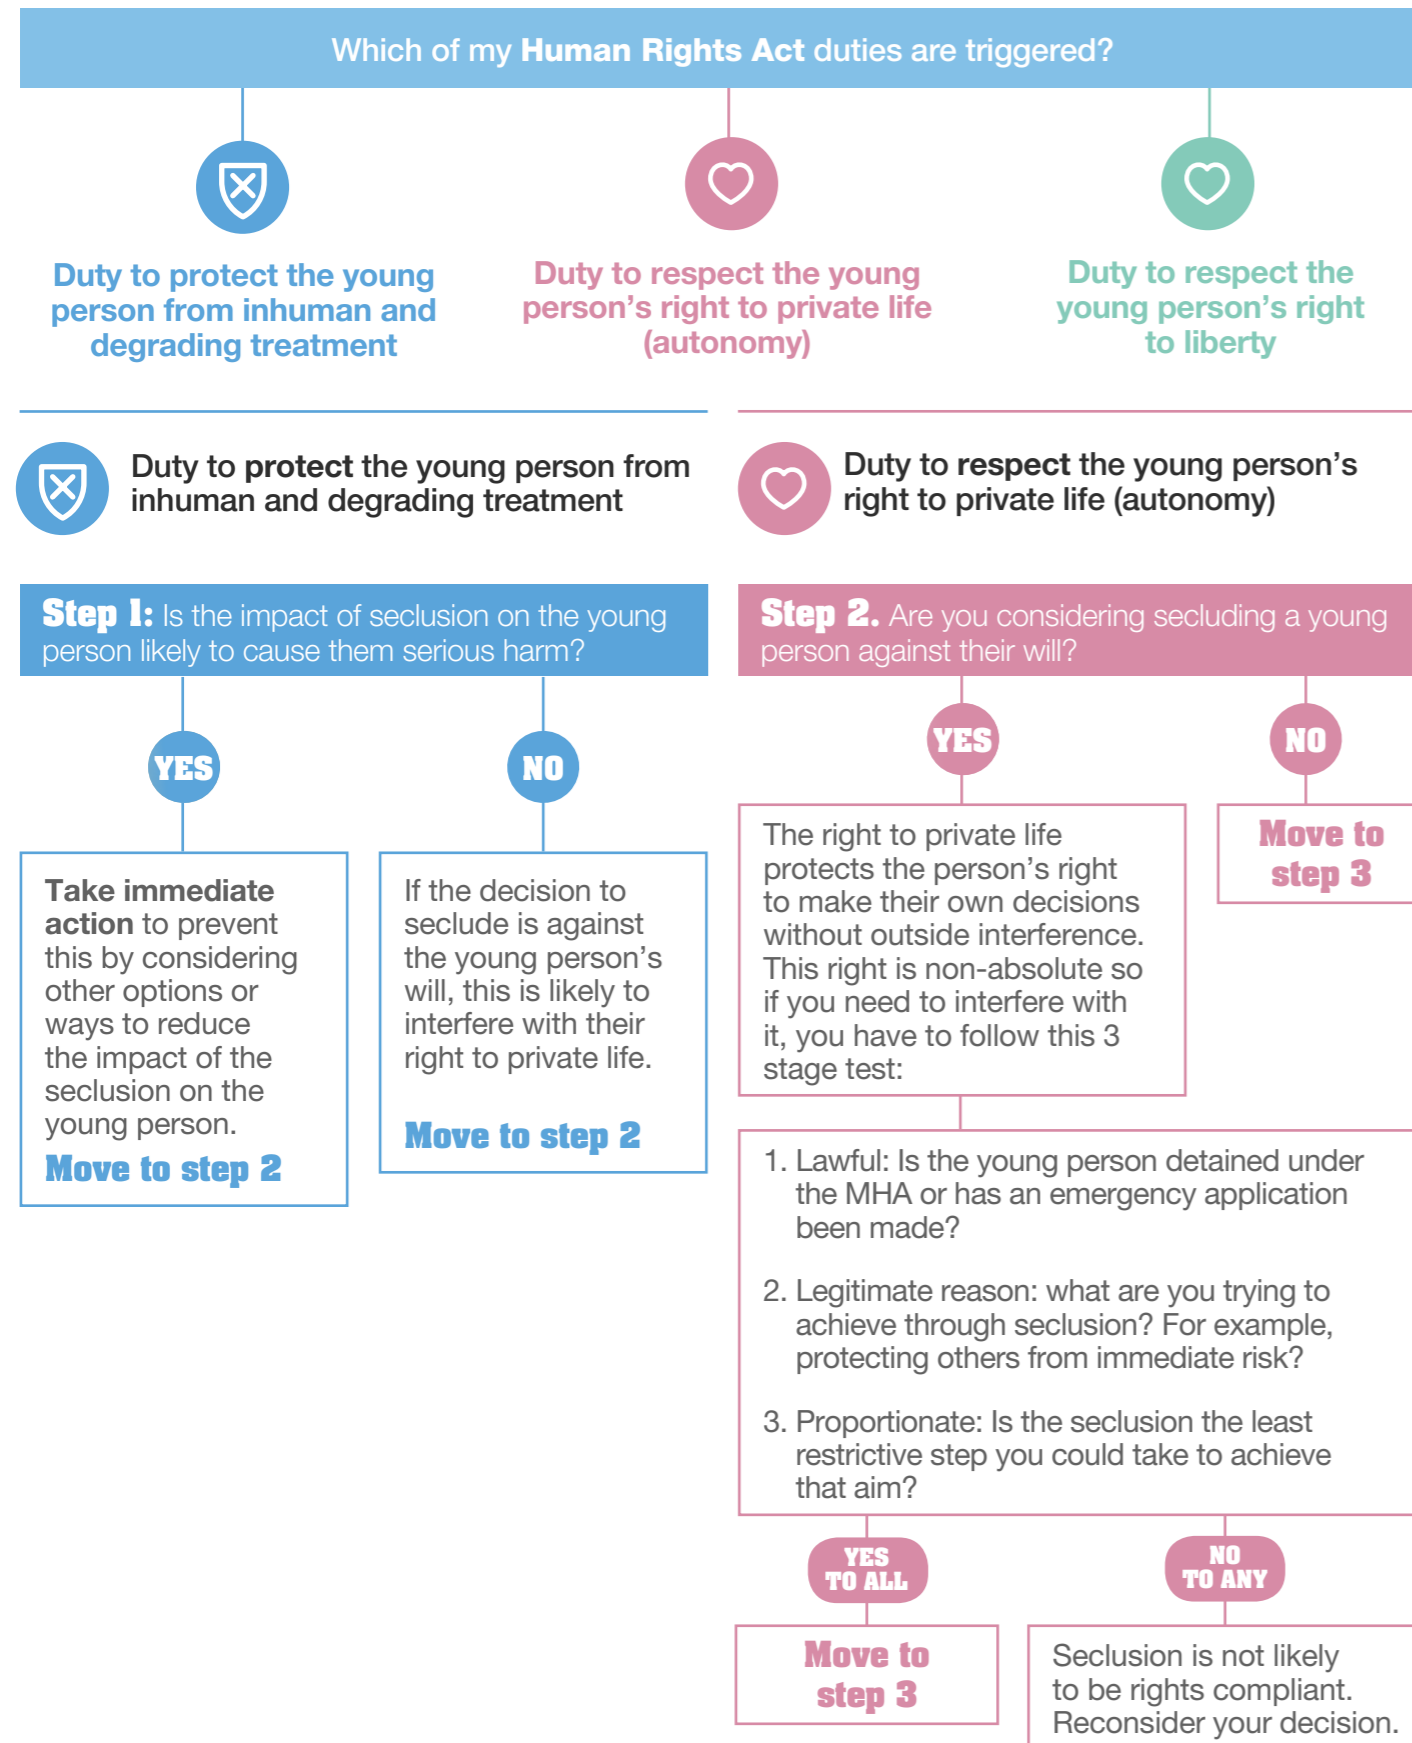 Which of my Human Rights Act duties are triggered?
Duty to protect the young
person from inhuman and
degrading treatment
Duty to respect the young
person’s right to private life
(autonomy)
Duty to respect the
young person’s right
to liberty
Duty to protect the young person from
inhuman and degrading treatment
Step 1: Is the impact of seclusion on the young
person likely to cause them serious harm?
YES
Take immediate
action to prevent
this by considering
other options or
ways to reduce
the impact of the
seclusion on the
young person.
Move to step 2
NO
If the decision to
seclude is against
the young person’s
will, this is likely to
interfere with their
right to private life.
Move to step 2
Duty to respect the young person’s
right to private life (autonomy)
Step 2. Are you considering secluding a young
person against their will?
YES
The right to private life
protects the person’s right
to make their own decisions
without outside interference.
This right is non-absolute so
if you need to interfere with
it, you have to follow this 3
stage test:
NO
Move to
step 3
1. Lawful: Is the young person detained under
the MHA or has an emergency application
been made?
2. Legitimate reason: what are you trying to
achieve through seclusion? For example,
protecting others from immediate risk?
3. Proportionate: Is the seclusion the least
restrictive step you could take to achieve
that aim?
YES
TO ALL
Move to
step 3
NO
TO ANY
Seclusion is not likely
to be rights compliant.
Reconsider your decision.